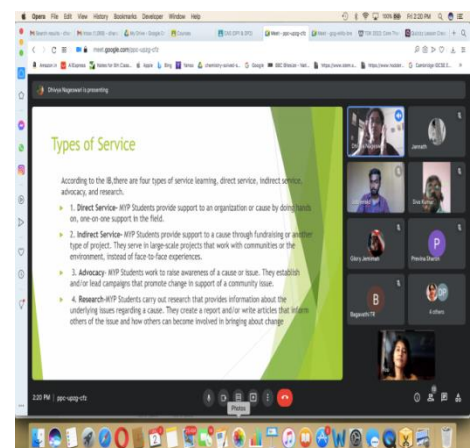 Opera File Edit View History Bookmarks Developer Window Help
100% Fri 2:20 PM
meet.google.com/ppc-upzg-cfz
Dhivya Nageswari is presenting
Types of Service
According to the IB,there are four types of service learning, direct service, indirect service,
advocacy, and research.
1. Direct Service- MYP Students provide support to an organization or cause by doing hands
on, one-on-one support in the field.
2. Indirect Service- MYP Students provide support to a cause through fundraising or another
type of project. They serve in large-scale projects that work with communities or the
environment, instead of face-to-face experiences.
3. Advocacy- MYP Students work to raise awareness of a cause or issue. They establish
and/or lead campaigns that promote change in support of a community issue.
4. Research-MYP Students carry out research that provides information about the
underlying issues regarding a cause. They create a report and/or write articles that inform
others of the issue and how others can become involved in bringing about change
Jannath
Glory Jemimah
P
Previna Sharon
B
Bagavathi TR
DP
4 others
2:20 PM | ppc-upzg-cfz
Photos